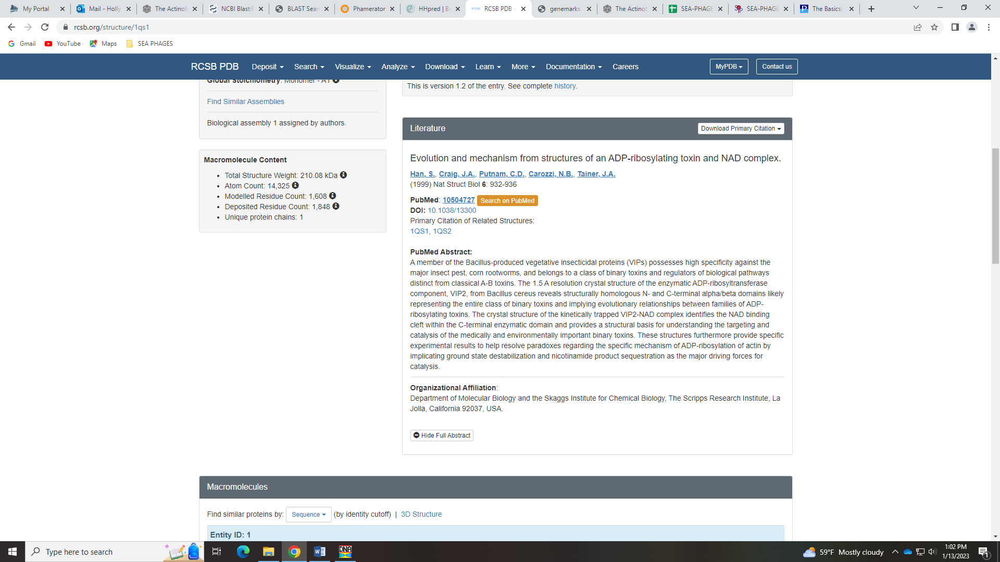 My Portal
Mail - Holly
The Actinob
NCBI BlastP
BLAST Sear
Phamerator
HHpred | Bi
RCSB PDB -
genemarks.
The Actinob
SEA-PHAGE
SEA-PHAGE
The Basics:
rcsb.org/structure/1qs1
Gmail
YouTube
Maps
SEA PHAGES
RCSB PDB Deposit Search Visualize Analyze Download Learn More Documentation Careers MyPDB Contact us
Global Stoichiometry: Monomer - A1
Find Similar Assemblies
Biological assembly 1 assigned by authors.
Macromolecule Content
Total Structure Weight: 210.08 kDa
Atom Count: 14,325
Modelled Residue Count: 1,608
Deposited Residue Count: 1,848
Unique protein chains: 1
This is version 1.2 of the entry. See complete history.
Literature
Download Primary Citation
Evolution and mechanism from structures of an ADP-ribosylating toxin and NAD complex.
Han, S., Craig, J.A., Putnam, C.D., Carozzi, N.B., Tainer, J.A.
(1999) Nat Struct Biol 6: 932-936
PubMed: 10504727 Search on PubMed
DOI: 10.1038/13300
Primary Citation of Related Structures:
1QS1, 1QS2
PubMed Abstract:
A member of the Bacillus-produced vegetative insecticidal proteins (VIPs) possesses high specificity against the
major insect pest, corn rootworms, and belongs to a class of binary toxins and regulators of biological pathways
distinct from classical A-B toxins. The 1.5 A resolution crystal structure of the enzymatic ADP-ribosyltransferase
component, VIP2, from Bacillus cereus reveals structurally homologous N- and C-terminal alpha/beta domains likely
representing the entire class of binary toxins and implying evolutionary relationships between families of ADP-
ribosylating toxins. The crystal structure of the kinetically trapped VIP2-NAD complex identifies the NAD binding
cleft within the C-terminal enzymatic domain and provides a structural basis for understanding the targeting and
catalysis of the medically and environmentally important binary toxins. These structures furthermore provide specific
experimental results to help resolve paradoxes regarding the specific mechanism of ADP-ribosylation of actin by
implicating ground state destabilization and nicotinamide product sequestration as the major driving forces for
catalysis.
Organizational Affiliation:
Department of Molecular Biology and the Skaggs Institute for Chemical Biology, The Scripps Research Institute, La
Jolla, California 92037, USA.
Hide Full Abstract
Macromolecules
Find similar proteins by: Sequence (by identity cutoff) | 3D Structure
Entity ID: 1
Type here to search
DNA
59°F Mostly cloudy
1:02 PM
1/13/2023
1